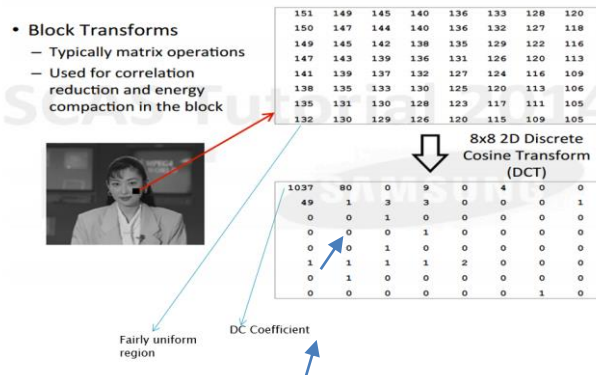 • Block Transforms
– Typically matrix operations
– Used for correlation
reduction and energy
compaction in the block
151 149 145 140 136 133 128 120
150 147 144 140 136 132 127 118
149 145 142 138 135 129 122 116
147 143 139 136 131 126 120 113
141 139 137 132 127 124 116 109
138 135 133 130 125 120 113 106
135 131 130 128 123 117 111 105
132 130 129 126 120 115 109 105
8x8 2D Discrete
Cosine Transform
(DCT)
1037 80 0 9 0 4 0 0
49 1 3 3 0 0 0 1
0 0 1 0 0 0 0 0
0 0 0 1 0 0 0 0
0 0 1 0 0 0 0 0
1 1 1 1 2 0 0 0
0 1 0 0 0 0 0 0
0 0 0 0 0 0 1 0
Fairly uniform
region
DC Coefficient
SCAS Tutorial 2014
SAMSUNG